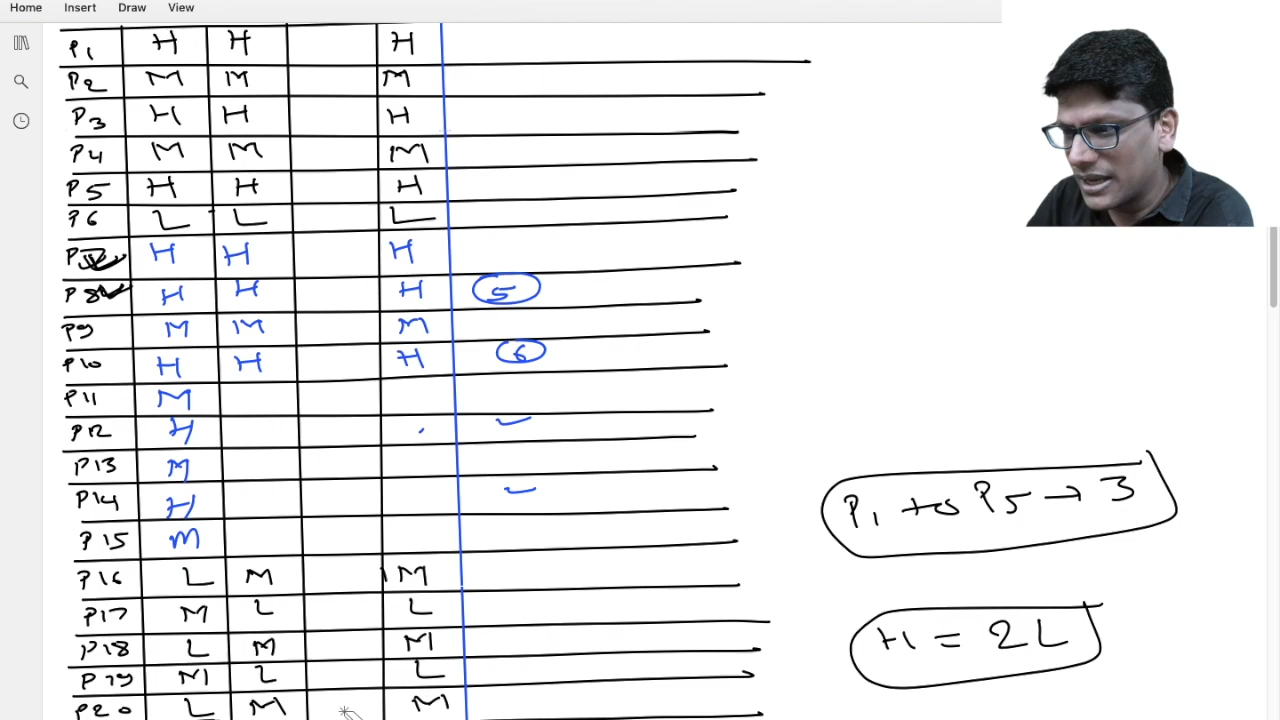 Home Insert Draw View
P1 H H H
P2 M M M
P3 H H H
P4 M M M
P5 H H H
P6 L L L
H H H
P8 H H H 5
P9 M M M
P10 H H H 6
P11 M
P12 H
P13 M
P14 H
P15 M
P16 L M M
P17 M L L
P18 L M M
P19 M L L
P20 L M M
P1 to P5 → 3
H = 2L